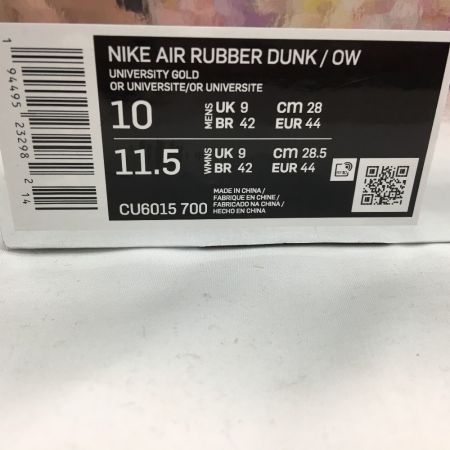 NIKE AIR RUBBER DUNK / OW
UNIVERSITY GOLD
OR UNIVERSITE/OR UNIVERSITE
10 MENS UK 9 cm 28
BR 42 EUR 44
11.5 WMNS UK 9 cm 28.5
BR 42 EUR 44
CU6015 700
MADE IN CHINA /
FABRIQUE EN CHINE /
FABRICADO NA CHINA /
HECHO EN CHINA
1 94495 23298 2 14